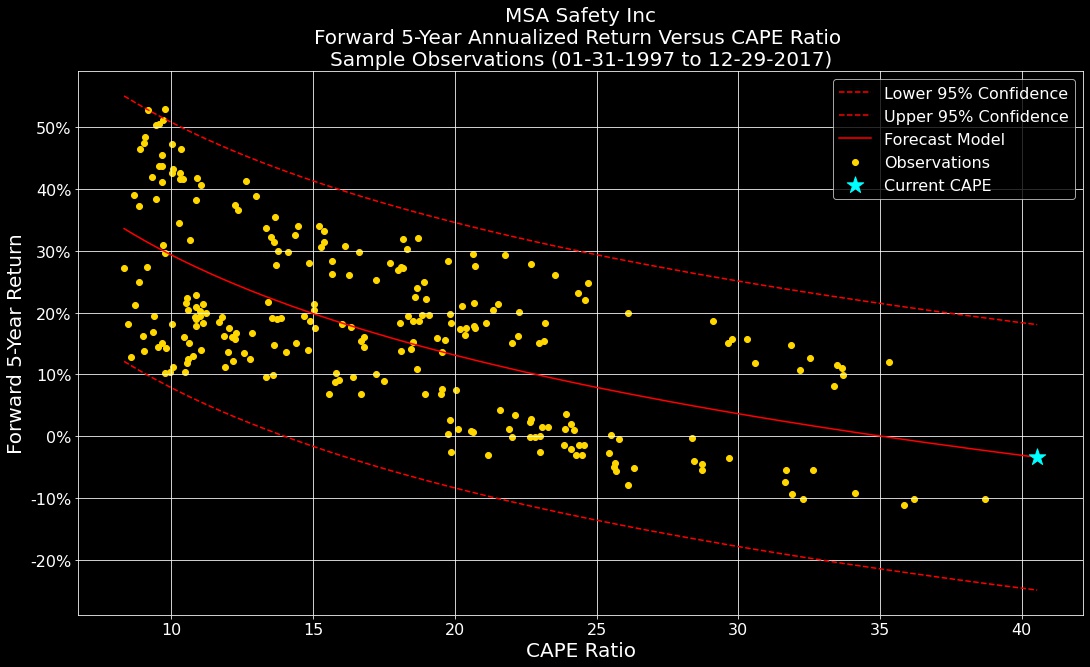 MSA Safety Inc
Forward 5-Year Annualized Return Versus CAPE Ratio
Sample Observations (01-31-1997 to 12-29-2017)
Lower 95% Confidence
Upper 95% Confidence
Forecast Model
Observations
Current CAPE
Forward 5-Year Return
50%
40%
30%
20%
10%
0%
-10%
-20%
10 15 20 25 30 35 40
CAPE Ratio